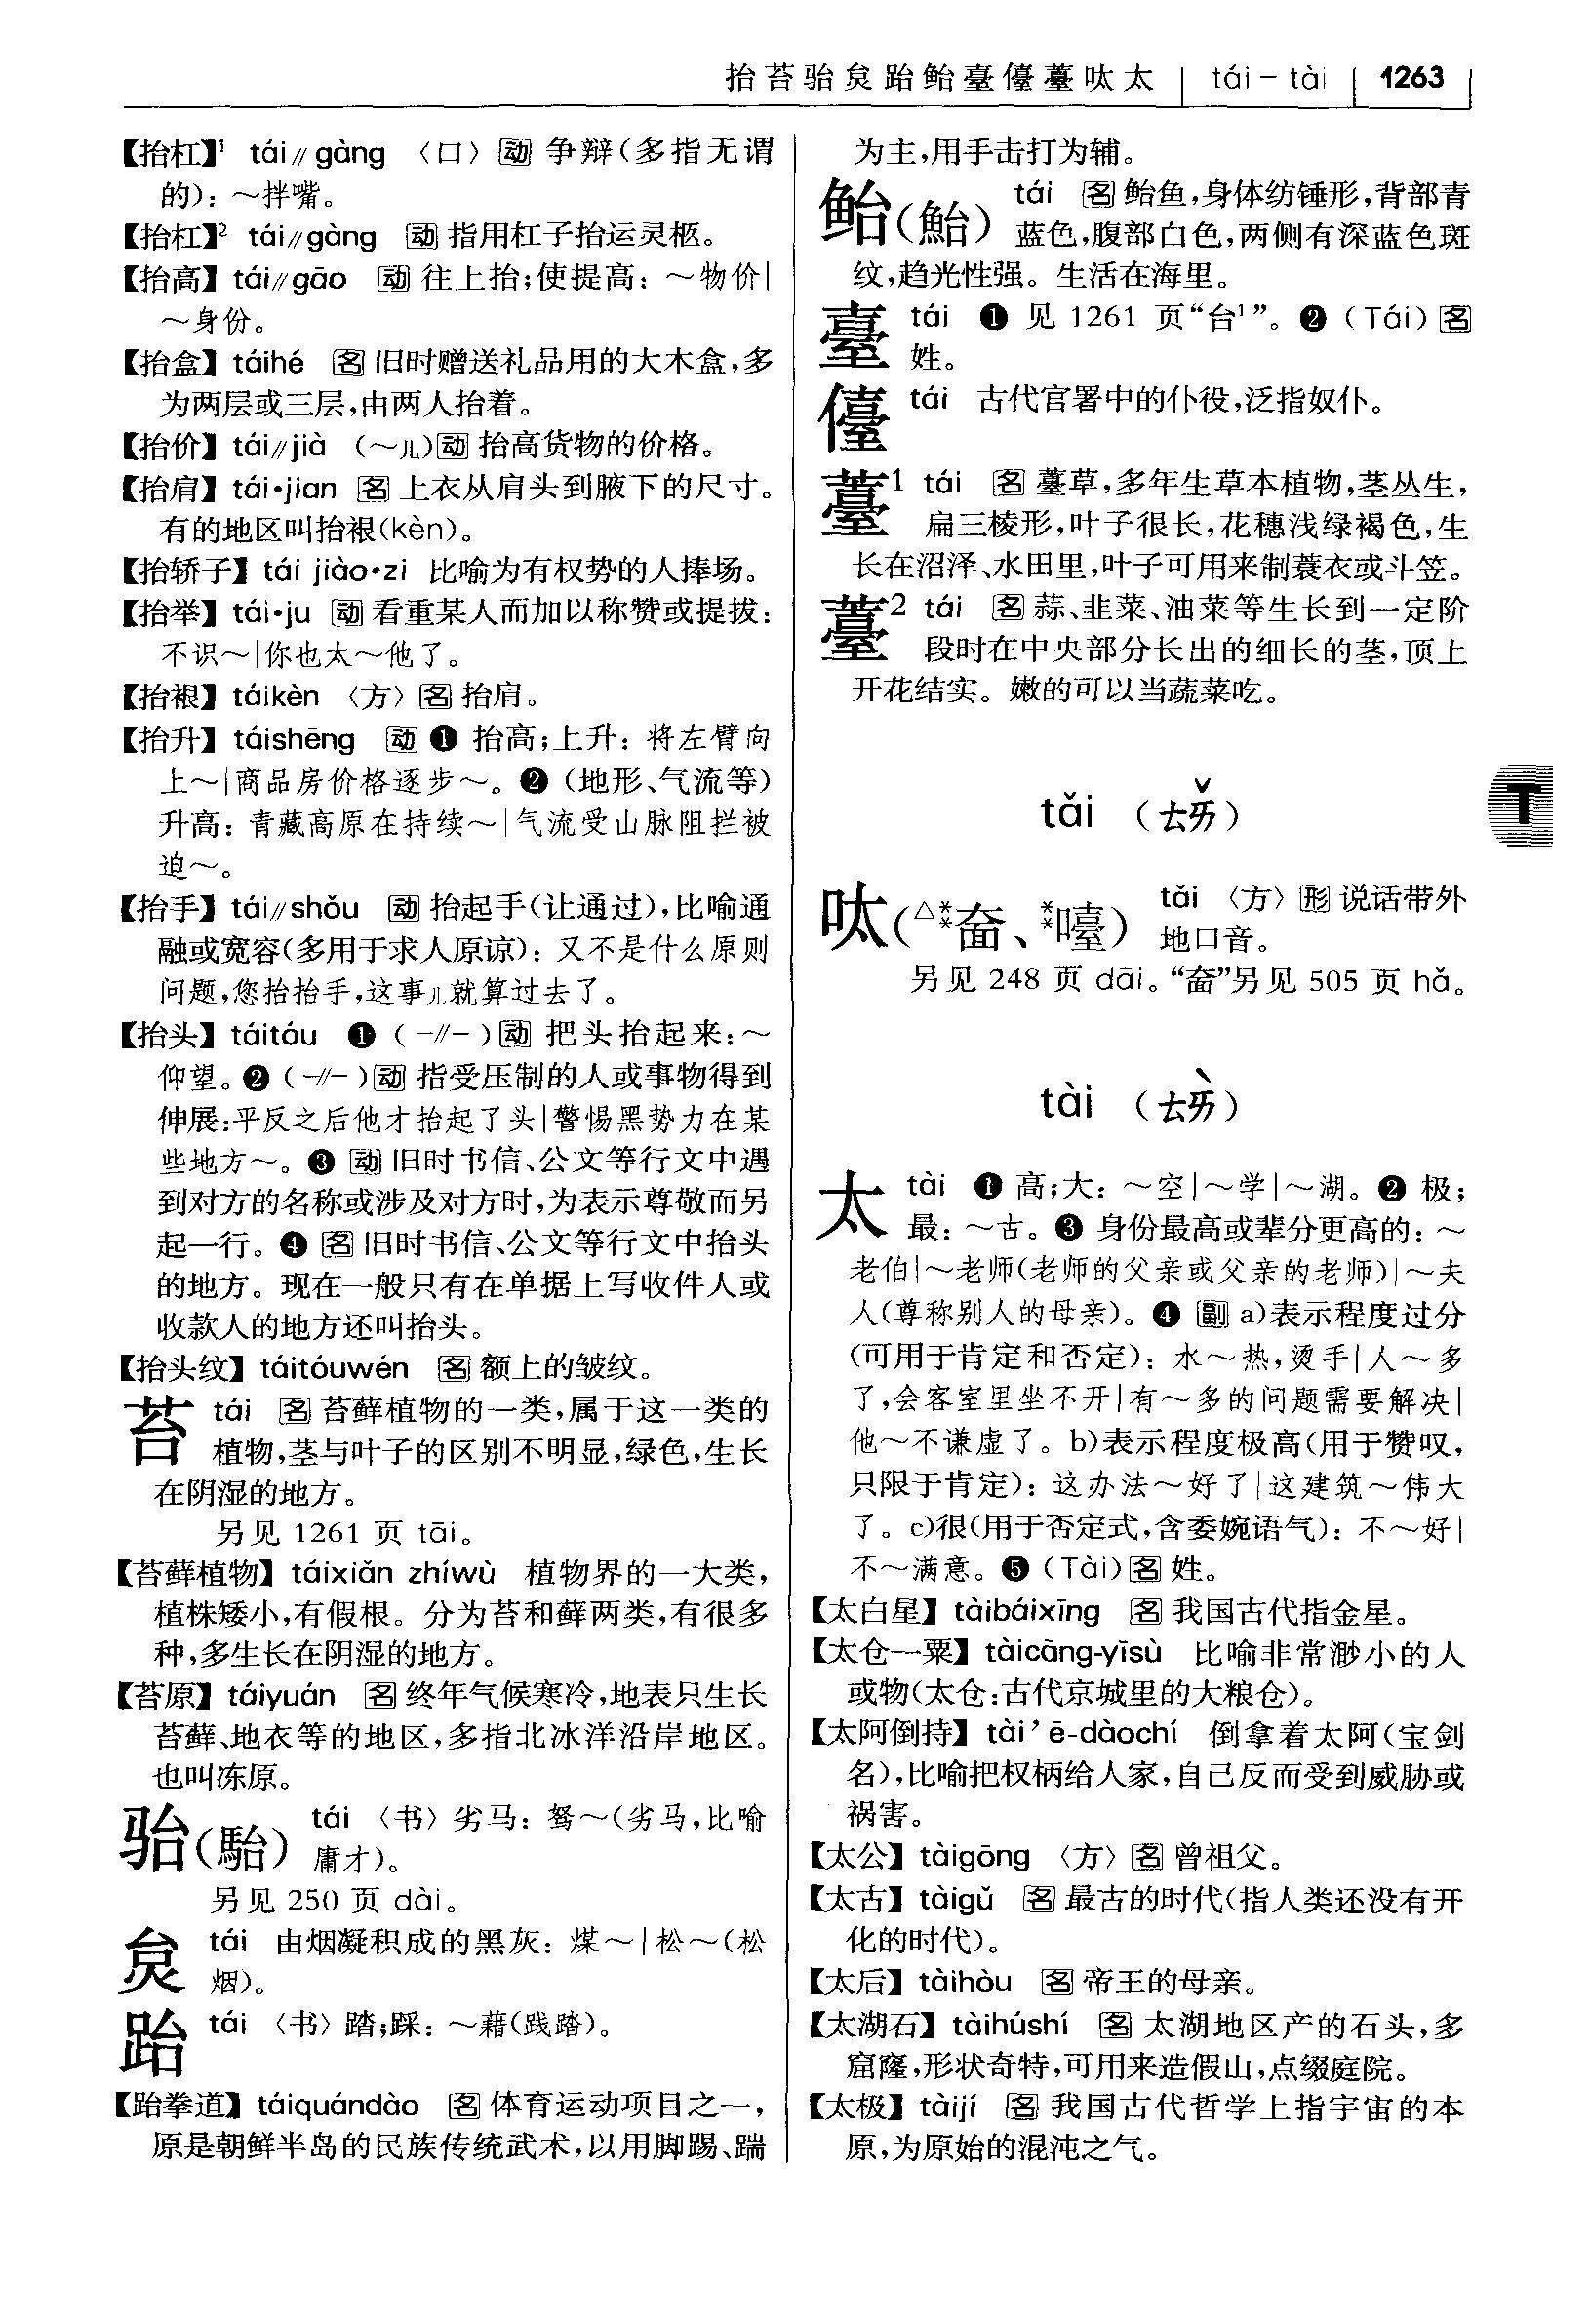 抬苔骀炱跆鲐臺儓薹呔太 | tái－tài | 1263
【抬杠】¹ tái∥gàng 〈口〉 动 争辩(多指无谓
的)：～拌嘴。
【抬杠】² tái∥gàng 动 指用杠子抬运灵柩。
【抬高】 tái∥gāo 动 往上抬；使提高：～物价|
～身份。
【抬盒】 táihé 名 旧时赠送礼品用的大木盒，多
为两层或三层，由两人抬着。
【抬价】 tái∥jià (～儿)动 抬高货物的价格。
【抬肩】 tái•jian 名 上衣从肩头到腋下的尺寸。
有的地区叫抬裉(kèn)。
【抬轿子】 tái jiào•zi 比喻为有权势的人捧场。
【抬举】 tái•ju 动 看重某人而加以称赞或提拔：
不识～|你也太～他了。
【抬裉】 táikèn 〈方〉 名 抬肩。
【抬升】 táishēng 动 ❶ 抬高；上升：将左臂向
上～|商品房价格逐步～。❷ (地形、气流等)
升高：青藏高原在持续～|气流受山脉阻拦被
迫～。
【抬手】 tái∥shǒu 动 抬起手(让通过)，比喻通
融或宽容(多用于求人原谅)：又不是什么原则
问题，您抬抬手，这事儿就算过去了。
【抬头】 táitóu ❶ (－∥－)动 把头抬起来：～
仰望。❷ (－∥－)动 指受压制的人或事物得到
伸展：平反之后他才抬起了头|警惕黑势力在某
些地方～。❸ 动 旧时书信、公文等行文中遇
到对方的名称或涉及对方时，为表示尊敬而另
起一行。❹ 名 旧时书信、公文等行文中抬头
的地方。现在一般只有在单据上写收件人或
收款人的地方还叫抬头。
【抬头纹】 táitóuwén 名 额上的皱纹。
苔 tái 名 苔藓植物的一类，属于这一类的
植物，茎与叶子的区别不明显，绿色，生长
在阴湿的地方。
另见 1261 页 tāi。
【苔藓植物】 táixiǎn zhíwù 植物界的一大类，
植株矮小，有假根。分为苔和藓两类，有很多
种，多生长在阴湿的地方。
【苔原】 táiyuán 名 终年气候寒冷，地表只生长
苔藓、地衣等的地区，多指北冰洋沿岸地区。
也叫冻原。
骀(駘) tái 〈书〉 劣马：驽～(劣马，比喻
庸才)。
另见 250 页 dài。
炱 tái 由烟凝积成的黑灰：煤～|松～(松
烟)。
跆 tái 〈书〉 踏；踩：～藉(践踏)。
【跆拳道】 táiquándào 名 体育运动项目之一，
原是朝鲜半岛的民族传统武术，以用脚踢、踹
为主，用手击打为辅。
鲐(鮐) tái 名 鲐鱼，身体纺锤形，背部青
蓝色，腹部白色，两侧有深蓝色斑
纹，趋光性强。生活在海里。
臺 tái ❶ 见 1261 页“台¹”。❷ (Tái) 名
姓。
儓 tái 古代官署中的仆役，泛指奴仆。
薹¹ tái 名 薹草，多年生草本植物，茎丛生，
扁三棱形，叶子很长，花穗浅绿褐色，生
长在沼泽、水田里，叶子可用来制蓑衣或斗笠。
薹² tái 名 蒜、韭菜、油菜等生长到一定阶
段时在中央部分长出的细长的茎，顶上
开花结实。嫩的可以当蔬菜吃。
tǎi (ㄊㄞˇ)
T
呔(△⁑奤、⁑嚔) tǎi 〈方〉 形 说话带外
地口音。
另见 248 页 dāi。“奤”另见 505 页 hǎ。
tài (ㄊㄞˋ)
太 tài ❶ 高；大：～空|～学|～湖。❷ 极；
最：～古。❸ 身份最高或辈分更高的：～
老伯|～老师(老师的父亲或父亲的老师)|～夫
人(尊称别人的母亲)。❹ 副 a)表示程度过分
(可用于肯定和否定)：水～热，烫手|人～多
了，会客室里坐不开|有～多的问题需要解决|
他～不谦虚了。b)表示程度极高(用于赞叹，
只限于肯定)：这办法～好了|这建筑～伟大
了。c)很(用于否定式，含委婉语气)：不～好|
不～满意。❺ (Tài) 名 姓。
【太白星】 tàibáixīng 名 我国古代指金星。
【太仓一粟】 tàicāng-yīsù 比喻非常渺小的人
或物(太仓：古代京城里的大粮仓)。
【太阿倒持】 tài’ē-dàochí 倒拿着太阿(宝剑
名)，比喻把权柄给人家，自己反而受到威胁或
祸害。
【太公】 tàigōng 〈方〉 名 曾祖父。
【太古】 tàigǔ 名 最古的时代(指人类还没有开
化的时代)。
【太后】 tàihòu 名 帝王的母亲。
【太湖石】 tàihúshí 名 太湖地区产的石头，多
窟窿，形状奇特，可用来造假山，点缀庭院。
【太极】 tàijí 名 我国古代哲学上指宇宙的本
原，为原始的混沌之气。